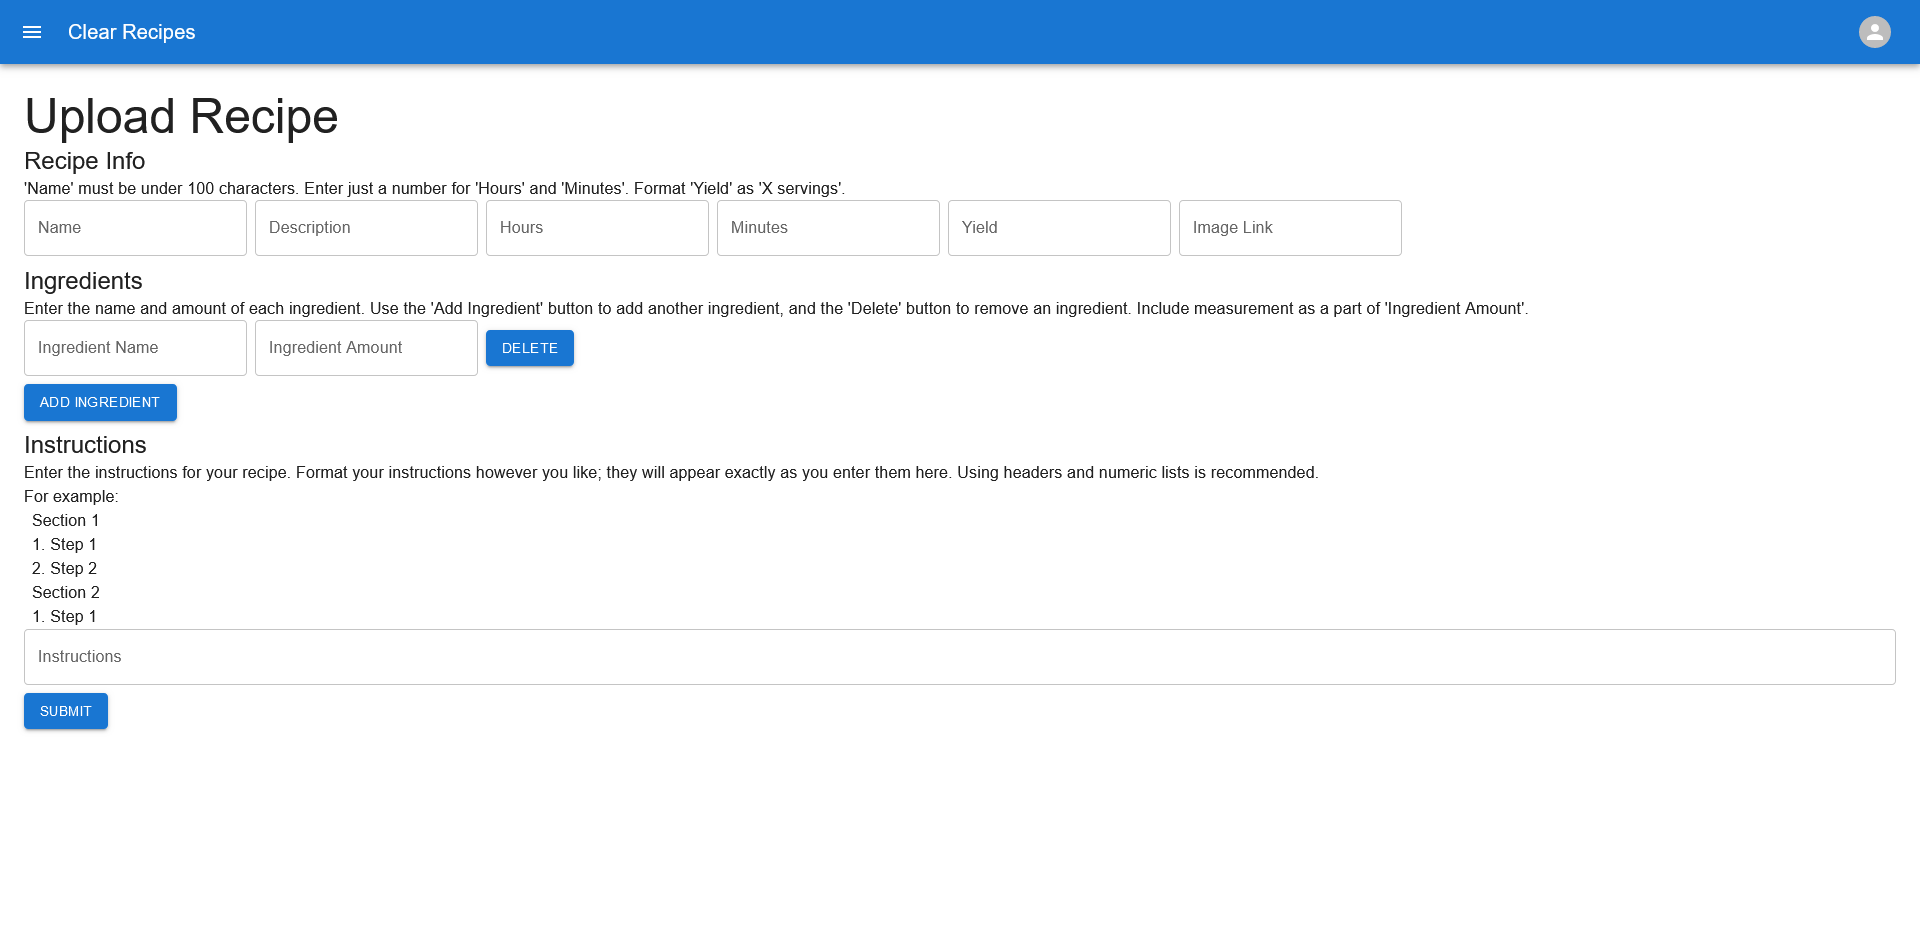 Clear Recipes
Upload Recipe
Recipe Info
'Name' must be under 100 characters. Enter just a number for 'Hours' and 'Minutes'. Format 'Yield' as 'X servings'.
Name Description Hours Minutes Yield Image Link
Ingredients
Enter the name and amount of each ingredient. Use the 'Add Ingredient' button to add another ingredient, and the 'Delete' button to remove an ingredient. Include measurement as a part of 'Ingredient Amount'.
Ingredient Name Ingredient Amount DELETE
ADD INGREDIENT
Instructions
Enter the instructions for your recipe. Format your instructions however you like; they will appear exactly as you enter them here. Using headers and numeric lists is recommended.
For example:
Section 1
1. Step 1
2. Step 2
Section 2
1. Step 1
Instructions
SUBMIT